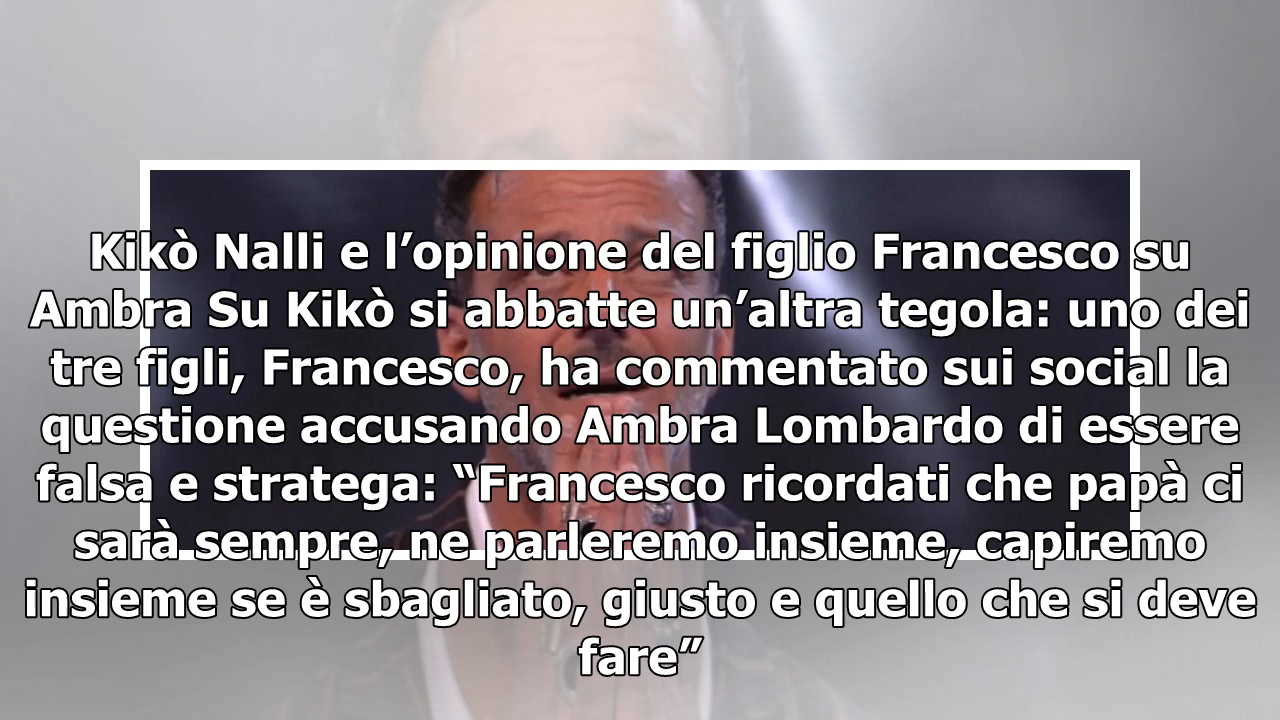 Kikò Nalli e l’opinione del figlio Francesco su
Ambra Su Kikò si abbatte un’altra tegola: uno dei
tre figli, Francesco, ha commentato sui social la
questione accusando Ambra Lombardo di essere
falsa e stratega: “Francesco ricordati che papà ci
sarà sempre, ne parleremo insieme, capiremo
insieme se è sbagliato, giusto e quello che si deve
fare”